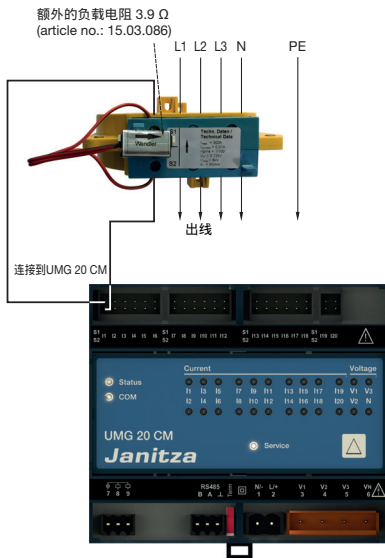 额外的负载电阻 3.9 Ω
(article no.: 15.03.086)
L1 L2 L3 N PE
Wandler
S1
S2
Techn. Daten /
Technical Data
出线
连接到UMG 20 CM
S1 S2 I1 I2 I3 I4 I5 I6 S1 S2 I7 I8 I9 I10 I11 I12 S1 S2 I13 I14 I15 I16 I17 I18 S1 S2 I19 I20
Current Voltage
Status
COM
I1 I3 I5 I7 I9 I11 I13 I15 I17 I19 V1 V3
I2 I4 I6 I8 I10 I12 I14 I16 I18 I20 V2 N
UMG 20 CM
Janitza
Service
RS485 Term N/- L/+ V1 V2 V3 VN
7 8 9 B A 1 2 3 4 5 6